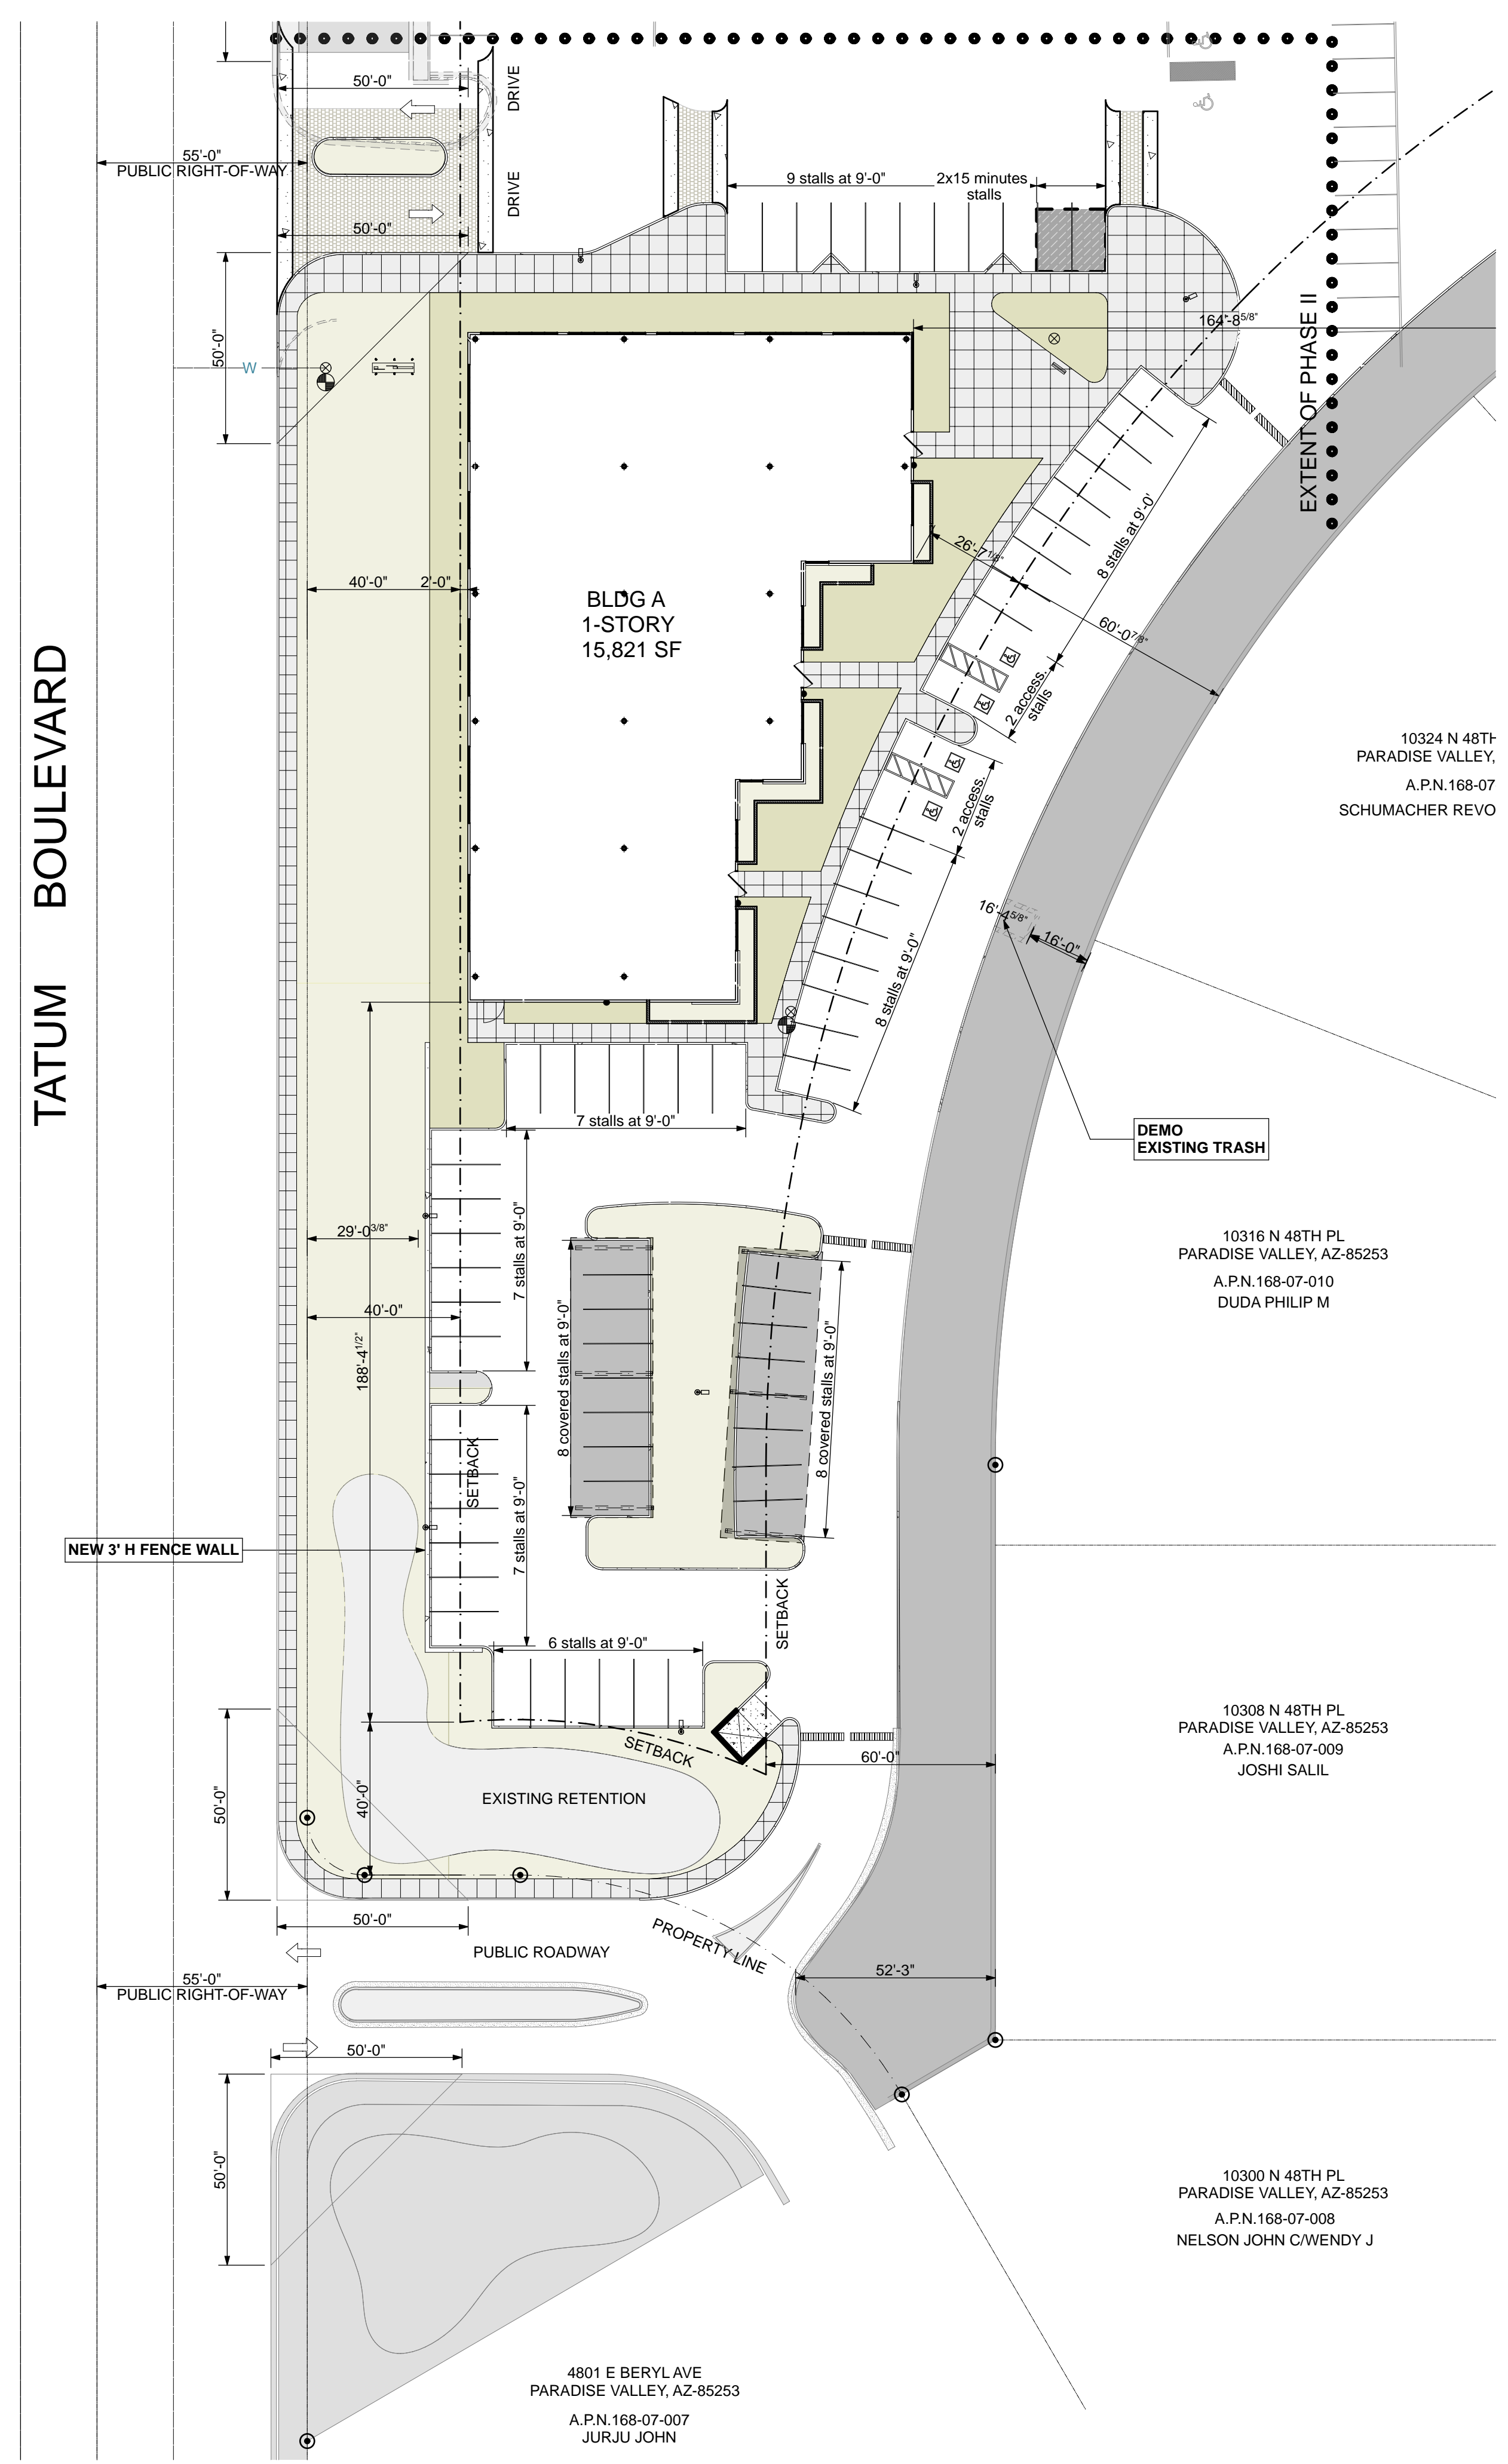 50'-0"
DRIVE
55'-0"
PUBLIC RIGHT-OF-WAY
DRIVE
9 stalls at 9'-0"
2x15 minutes
stalls
50'-0"
50'-0"
W
164'-8 5/8"
EXTENT OF PHASE II
26'-7 1/8"
8 stalls at 9'-0'
40'-0"
2'-0"
BLDG A
1-STORY
15,821 SF
60'-0 7/8"
2 access.
stalls
TATUM BOULEVARD
10324 N 48TH
PARADISE VALLEY,
A.P.N.168-07
SCHUMACHER REVO
2 access.
stalls
16'-4 5/8"
16'-0"
8 stalls at 9'-0"
7 stalls at 9'-0"
DEMO
EXISTING TRASH
29'-0 3/8"
7 stalls at 9'-0"
10316 N 48TH PL
PARADISE VALLEY, AZ-85253
A.P.N.168-07-010
DUDA PHILIP M
40'-0"
188'-4 1/2"
8 covered stalls at 9'-0"
8 covered stalls at 9'-0"
SETBACK
7 stalls at 9'-0"
NEW 3' H FENCE WALL
SETBACK
6 stalls at 9'-0"
10308 N 48TH PL
PARADISE VALLEY, AZ-85253
A.P.N.168-07-009
JOSHI SALIL
SETBACK
60'-0"
50'-0"
40'-0"
EXISTING RETENTION
50'-0"
PROPERTY LINE
PUBLIC ROADWAY
52'-3"
55'-0"
PUBLIC RIGHT-OF-WAY
50'-0"
50'-0"
10300 N 48TH PL
PARADISE VALLEY, AZ-85253
A.P.N.168-07-008
NELSON JOHN C/WENDY J
4801 E BERYL AVE
PARADISE VALLEY, AZ-85253
A.P.N.168-07-007
JURJU JOHN